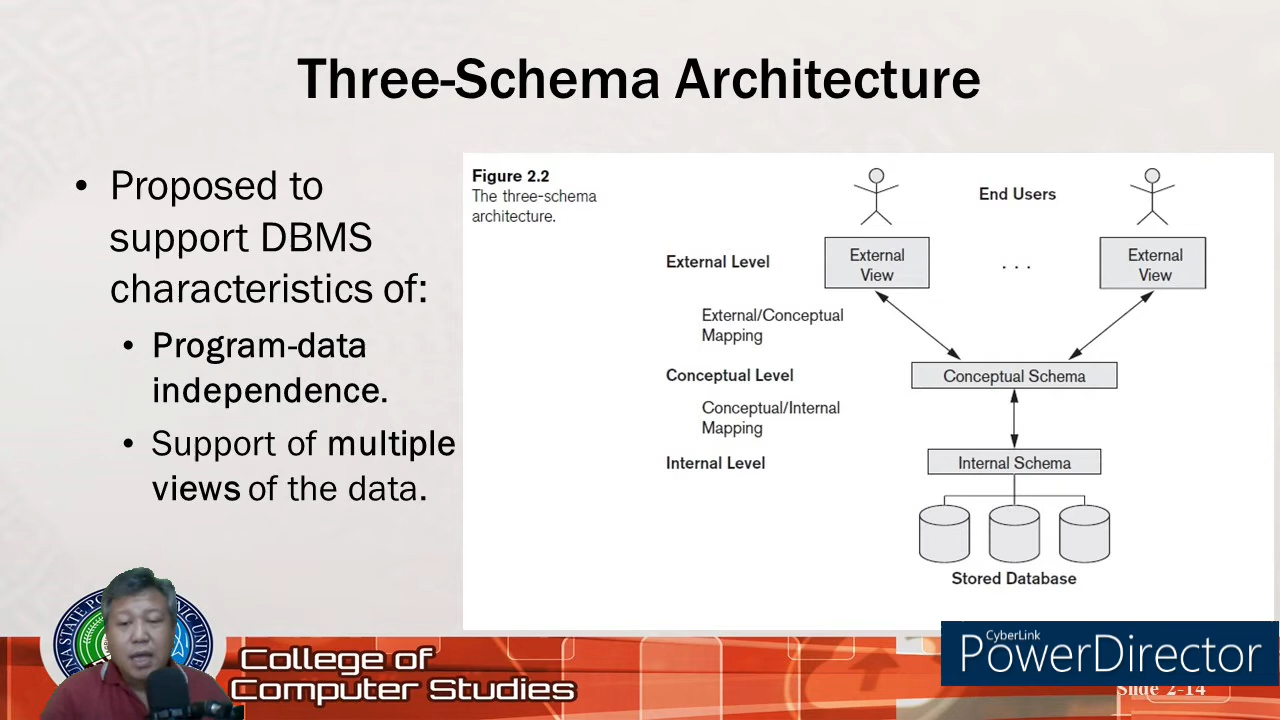 Three-Schema Architecture
• Proposed to
support DBMS
characteristics of:
• Program-data
independence.
• Support of multiple
views of the data.
Figure 2.2
The three-schema
architecture.
End Users
External Level
External
View
. . .
External
View
External/Conceptual
Mapping
Conceptual Level
Conceptual Schema
Conceptual/Internal
Mapping
Internal Level
Internal Schema
Stored Database
College of
Computer Studies
CyberLink
PowerDirector
Slide 2-14